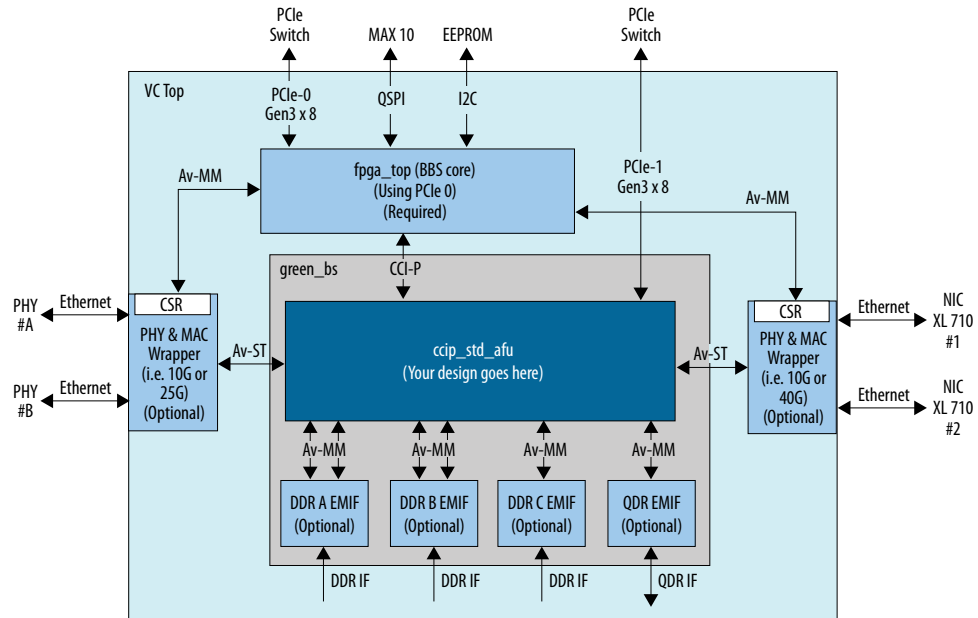 PCIe
Switch
MAX 10
EEPROM
PCIe
Switch
VC Top
PCIe-0
Gen3 x 8
QSPI
I2C
PCIe-1
Gen3 x 8
fpga_top (BBS core)
(Using PCIe 0)
(Required)
Av-MM
Av-MM
green_bs
CCI-P
PHY
#A
Ethernet
CSR
PHY & MAC
Wrapper
(i.e. 10G or
25G)
(Optional)
PHY
#B
Ethernet
Av-ST
ccip_std_afu
(Your design goes here)
Av-ST
CSR
PHY & MAC
Wrapper
(i.e. 10G or
40G)
(Optional)
Ethernet
NIC
XL 710
#1
Ethernet
NIC
XL 710
#2
Av-MM
Av-MM
Av-MM
Av-MM
DDR A EMIF
(Optional)
DDR B EMIF
(Optional)
DDR C EMIF
(Optional)
QDR EMIF
(Optional)
DDR IF
DDR IF
DDR IF
QDR IF